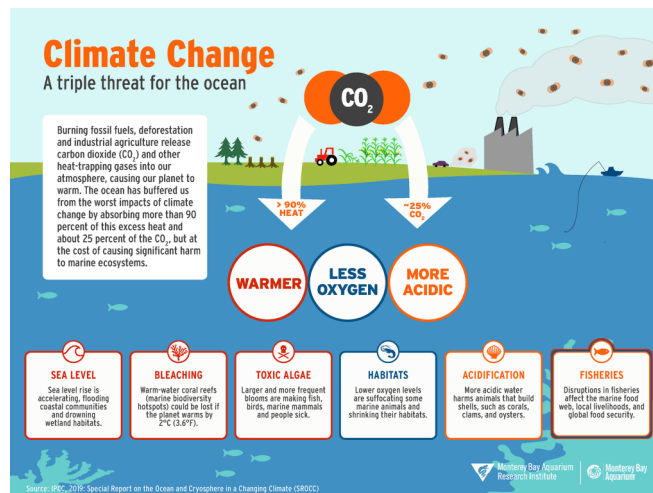 Climate Change
A triple threat for the ocean
CO2
Burning fossil fuels, deforestation
and industrial agriculture release
carbon dioxide (CO2) and other
heat-trapping gases into our
atmosphere, causing our planet to
warm. The ocean has buffered us
from the worst impacts of climate
change by absorbing more than 90
percent of this excess heat and
about 25 percent of the CO2, but at
the cost of causing significant harm
to marine ecosystems.
> 90%
HEAT
~25%
CO2
WARMER
LESS
OXYGEN
MORE
ACIDIC
SEA LEVEL
Sea level rise is
accelerating, flooding
coastal communities
and drowning
wetland habitats.
BLEACHING
Warm-water coral reefs
(marine biodiversity
hotspots) could be lost if
the planet warms by
2°C (3.6°F).
TOXIC ALGAE
Larger and more frequent
blooms are making fish,
birds, marine mammals
and people sick.
HABITATS
Lower oxygen levels
are suffocating some
marine animals and
shrinking their habitats.
ACIDIFICATION
More acidic water
harms animals that build
shells, such as corals,
clams, and oysters.
FISHERIES
Disruptions in fisheries
affect the marine food
web, local livelihoods, and
global food security.
Monterey Bay Aquarium
Research Institute
Monterey Bay
Aquarium
Source: IPCC, 2019: Special Report on the Ocean and Cryosphere in a Changing Climate (SROCC)